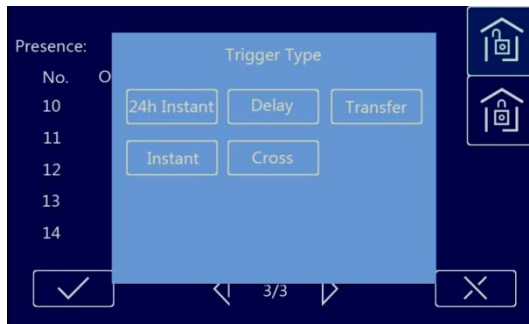 Presence:
Trigger Type
No. O
10 24h Instant Delay Transfer
11
Instant Cross
12
13
14
3/3